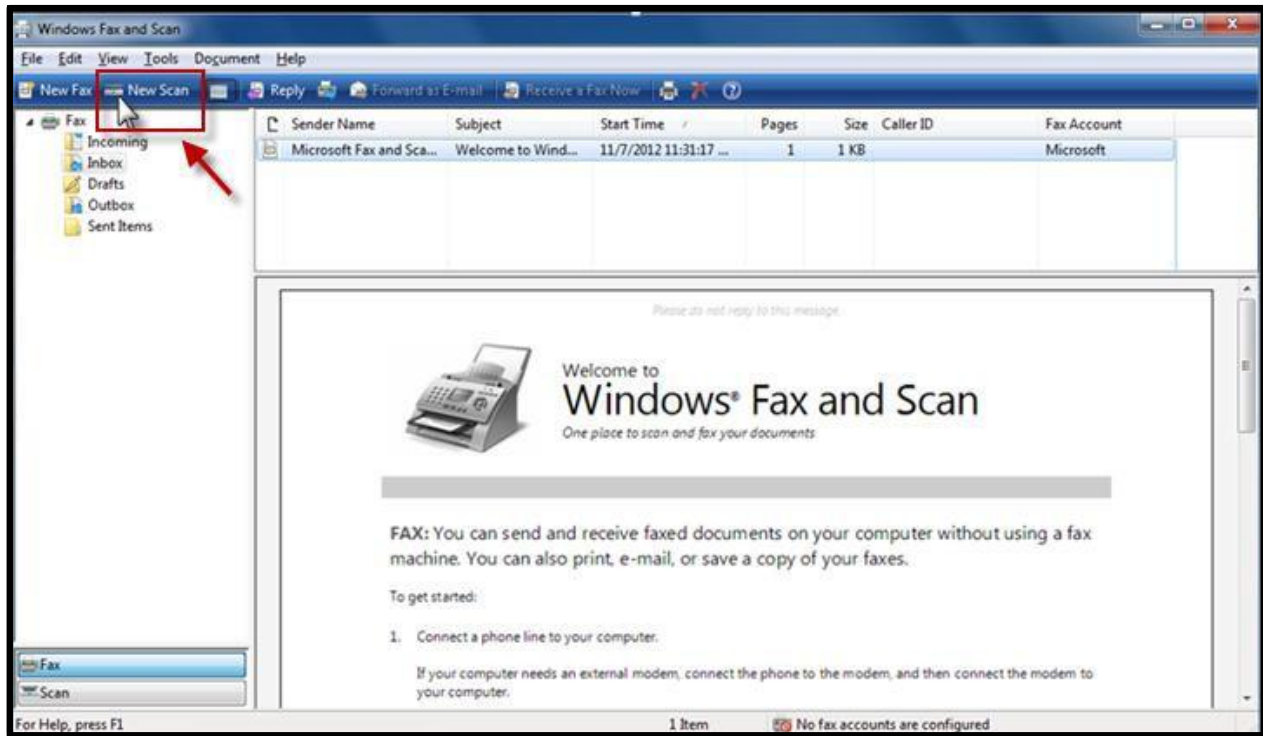 Windows Fax and Scan
File Edit View Tools Document Help
New Fax New Scan Reply Forward as E-mail Receive a Fax Now
Fax
Incoming
Inbox
Drafts
Outbox
Sent Items
Sender Name Subject Start Time Pages Size Caller ID Fax Account
Microsoft Fax and Sca... Welcome to Wind... 11/7/2012 11:31:17 ... 1 1 KB Microsoft
Please do not reply to this message.
Welcome to
Windows® Fax and Scan
One place to scan and fax your documents
FAX: You can send and receive faxed documents on your computer without using a fax
machine. You can also print, e-mail, or save a copy of your faxes.
To get started:
1. Connect a phone line to your computer.
If your computer needs an external modem, connect the phone to the modem, and then connect the modem to
your computer.
Fax
Scan
For Help, press F1 1 Item No fax accounts are configured